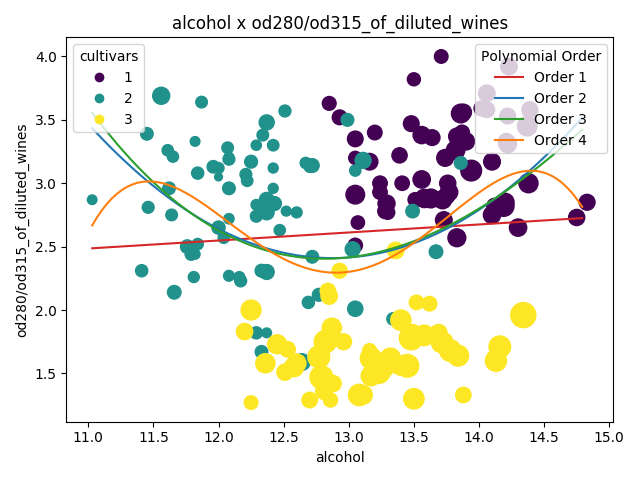 alcohol x od280/od315_of_diluted_wines
cultivars
1
2
3
Polynomial Order
Order 1
Order 2
Order 3
Order 4
od280/od315_of_diluted_wines
4.0
3.5
3.0
2.5
2.0
1.5
11.0 11.5 12.0 12.5 13.0 13.5 14.0 14.5 15.0
alcohol